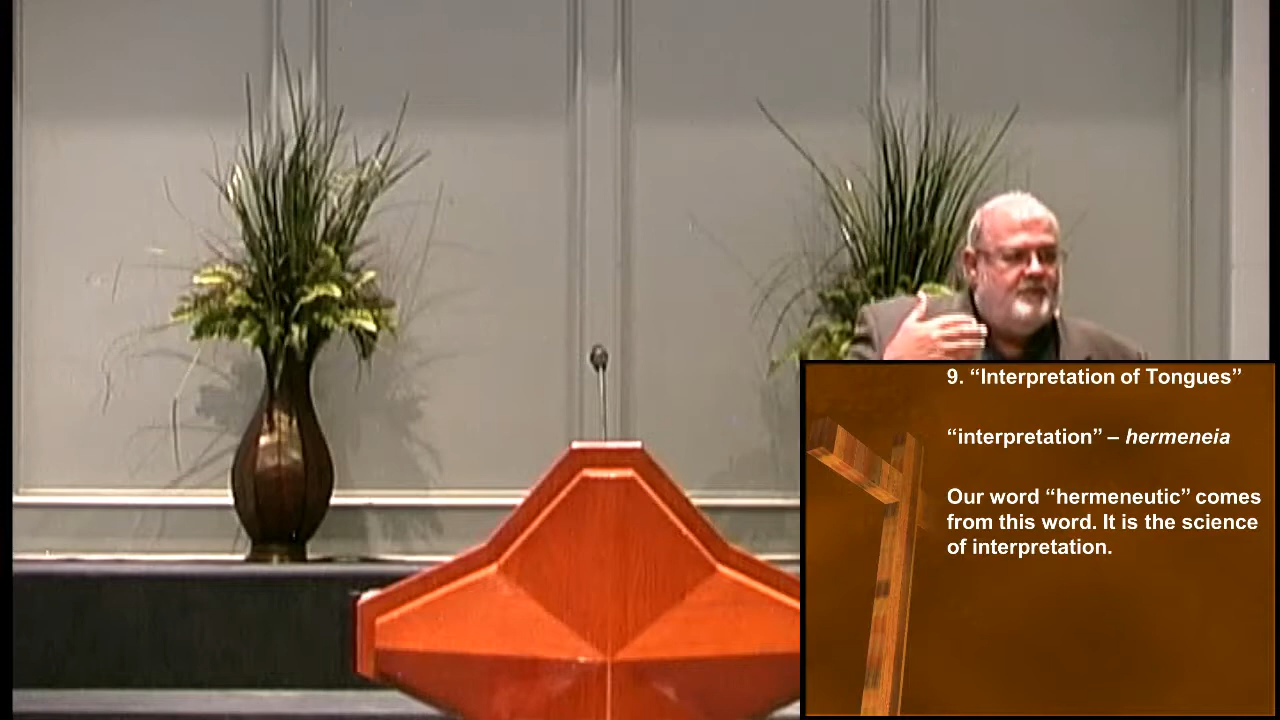 9. “Interpretation of Tongues”
“interpretation” – hermeneia
Our word “hermeneutic” comes
from this word. It is the science
of interpretation.